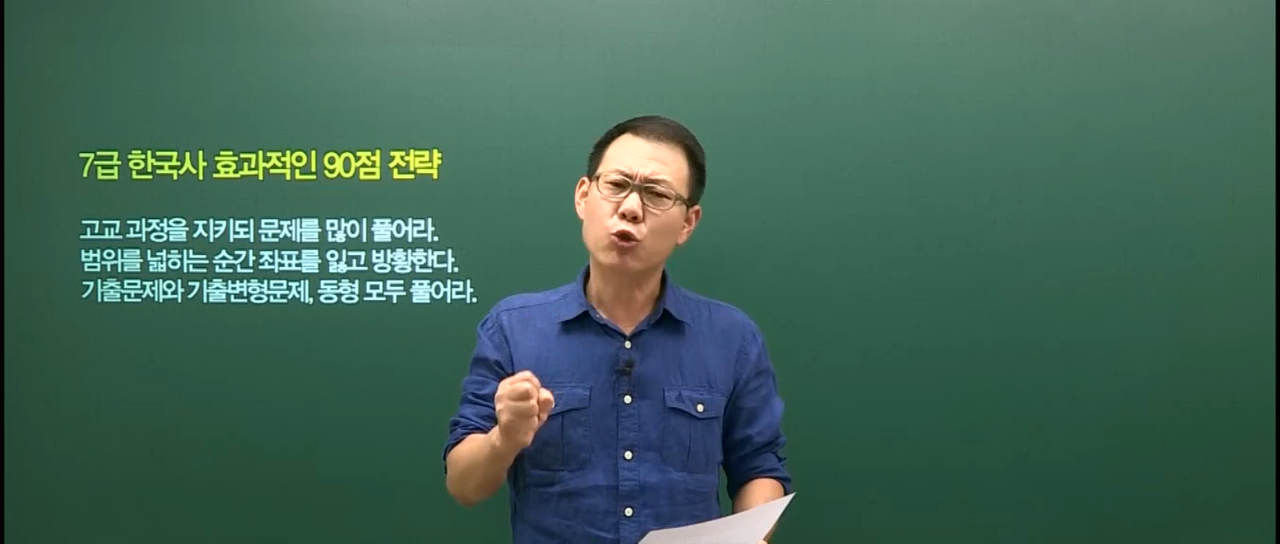 7급 한국사 효과적인 90점 전략
고교 과정을 지키되 문제를 많이 풀어라.
범위를 넓히는 순간 좌표를 잃고 방황한다.
기출문제와 기출변형문제, 동형 모두 풀어라.